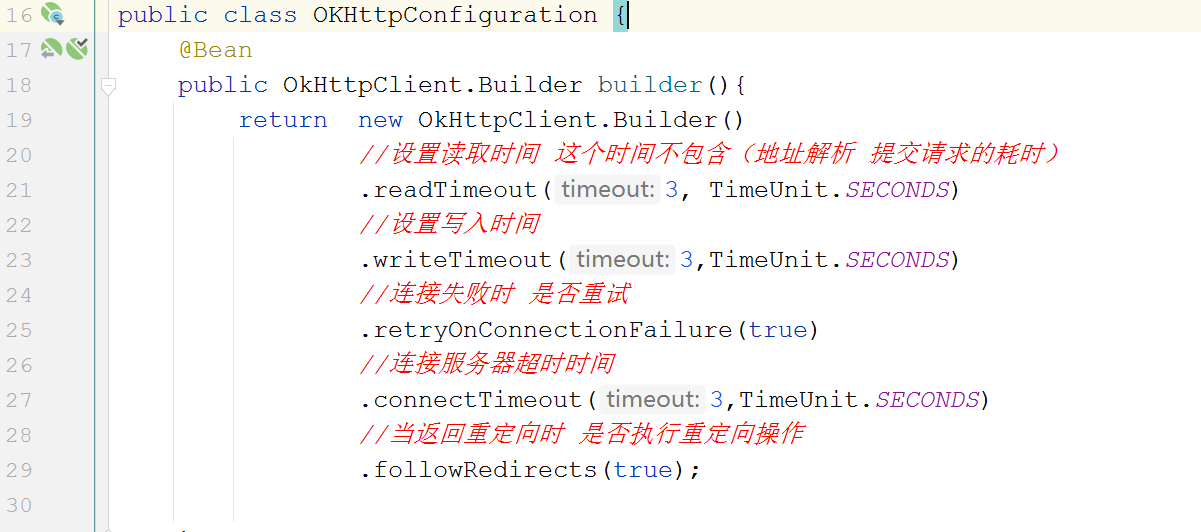 16 public class OKHttpConfiguration {
17 @Bean
18 public OkHttpClient.Builder builder(){
19 return  new OkHttpClient.Builder()
20 //设置读取时间 这个时间不包含（地址解析 提交请求的耗时）
21 .readTimeout( timeout: 3, TimeUnit.SECONDS)
22 //设置写入时间
23 .writeTimeout( timeout: 3,TimeUnit.SECONDS)
24 //连接失败时 是否重试
25 .retryOnConnectionFailure(true)
26 //连接服务器超时时间
27 .connectTimeout( timeout: 3,TimeUnit.SECONDS)
28 //当返回重定向时 是否执行重定向操作
29 .followRedirects(true);
30